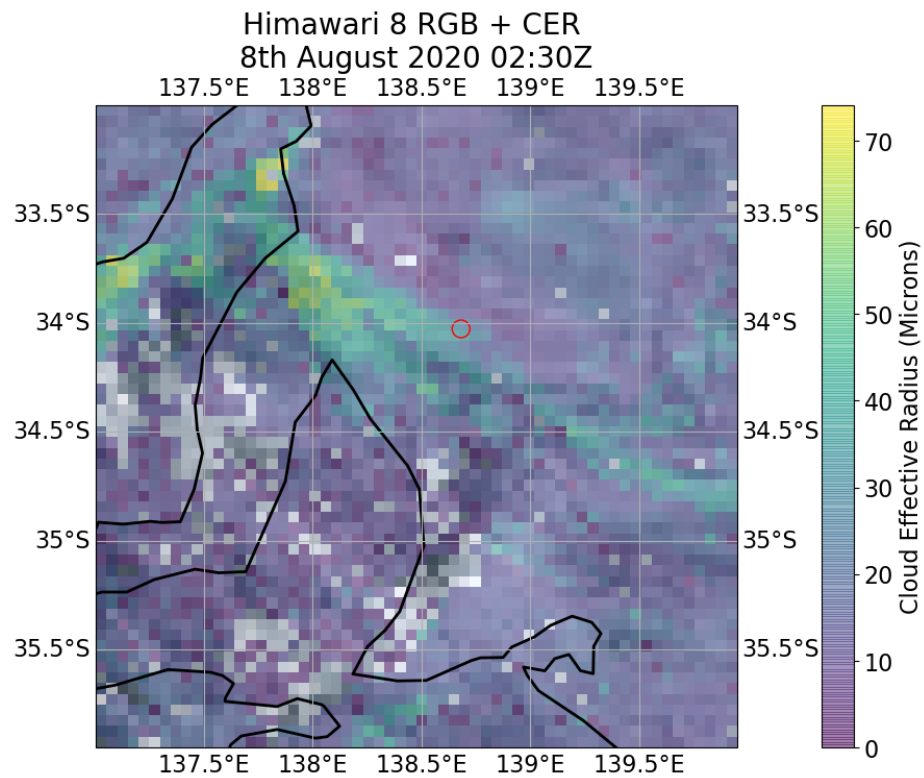 Himawari 8 RGB + CER
8th August 2020 02:30Z
137.5°E 138°E 138.5°E 139°E 139.5°E
33.5°S 33.5°S
34°S 34°S
34.5°S 34.5°S
35°S 35°S
35.5°S 35.5°S
137.5°E 138°E 138.5°E 139°E 139.5°E
70
60
50
40
30
20
10
0
Cloud Effective Radius (Microns)